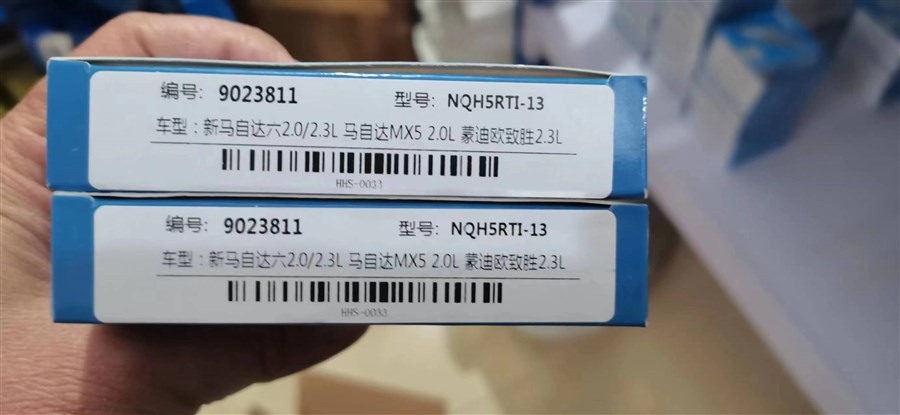 编号: 9023811 型号: NQH5RTI-13
车型：新马自达六2.0/2.3L 马自达MX5 2.0L 蒙迪欧致胜2.3L
HHS-0033
编号: 9023811 型号: NQH5RTI-13
车型：新马自达六2.0/2.3L 马自达MX5 2.0L 蒙迪欧致胜2.3L
HHS-0033